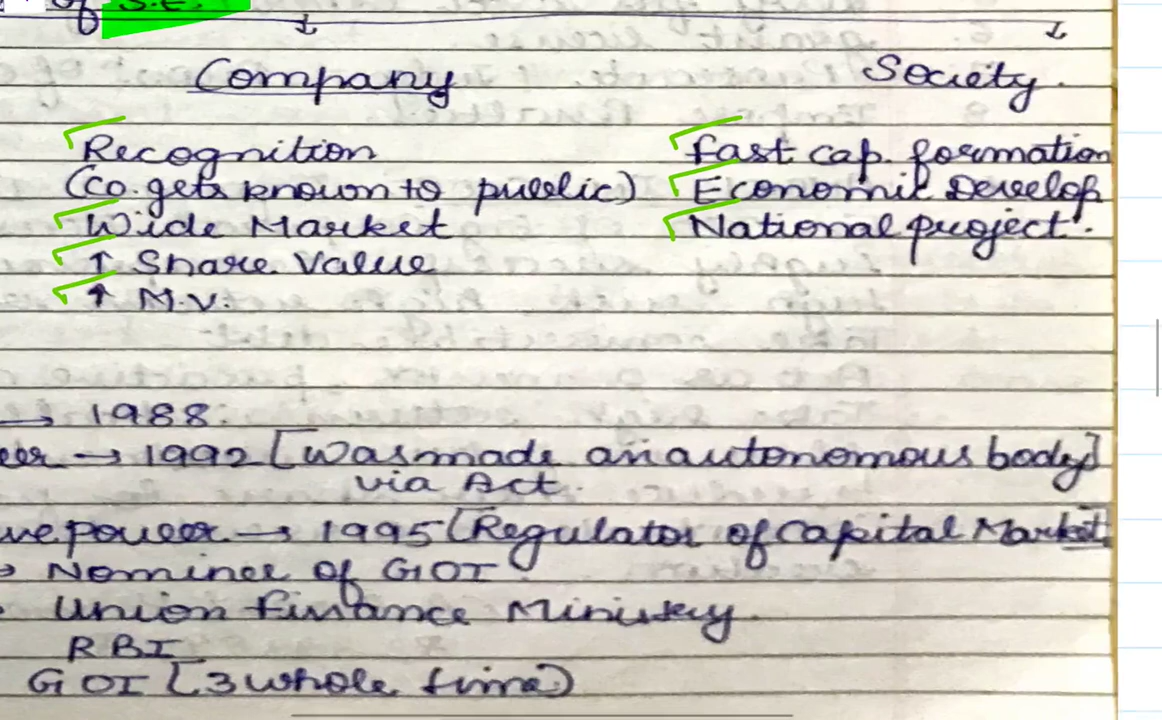 of S.E.
Company Society.
Recognition fast cap. formation
(co. gets known to public) Economic Develop
Wide Market National project.
↑ Share Value
↑ M.V.
→ 1988.
→ 1992 [Was made an autonomous body]
via Act.
power → 1995 [Regulator of Capital Market
Nominee of GOI
Union finance Ministry
RBI
GOI [3 whole time)